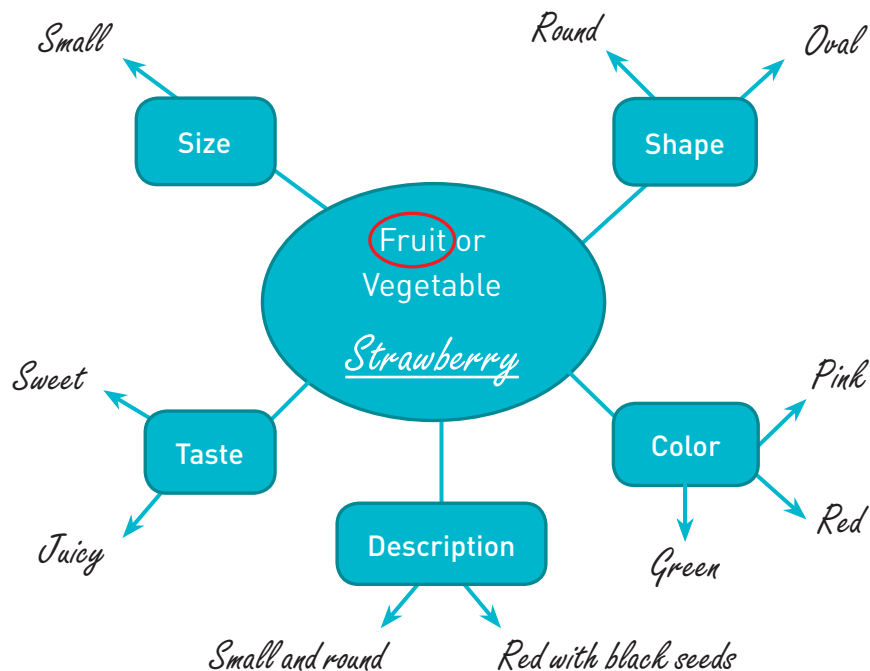 Small
Round
Oval
Size
Shape
Fruit or
Vegetable
Strawberry
Sweet
Pink
Taste
Color
Juicy
Description
Red
Green
Small and round
Red with black seeds